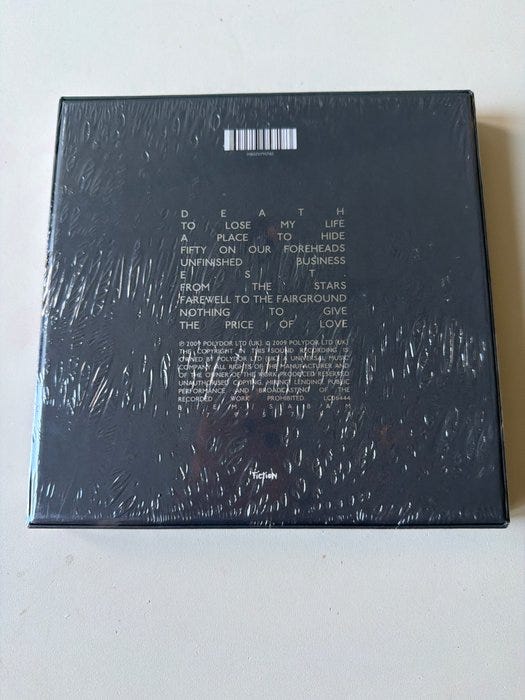 DEATH
TO LOSE MY LIFE
A PLACE TO HIDE
FIFTY ON OUR FOREHEADS
UNFINISHED BUSINESS
E S T
FROM THE STARS
FAREWELL TO THE FAIRGROUND
NOTHING TO GIVE
THE PRICE OF LOVE
℗ 2009 POLYDOR LTD (UK). © 2009 POLYDOR LTD (UK)
THE COPYRIGHT IN THIS SOUND RECORDING IS
OWNED BY POLYDOR LTD (UK). A UNIVERSAL MUSIC
COMPANY. ALL RIGHTS OF THE MANUFACTURER AND
OF THE OWNER OF THE WORK PRODUCED RESERVED
UNAUTHORISED COPYING, HIRING, LENDING, PUBLIC
PERFORMANCE AND BROADCASTING OF THE
RECORDED WORK PROHIBITED. LC06444
FICTION